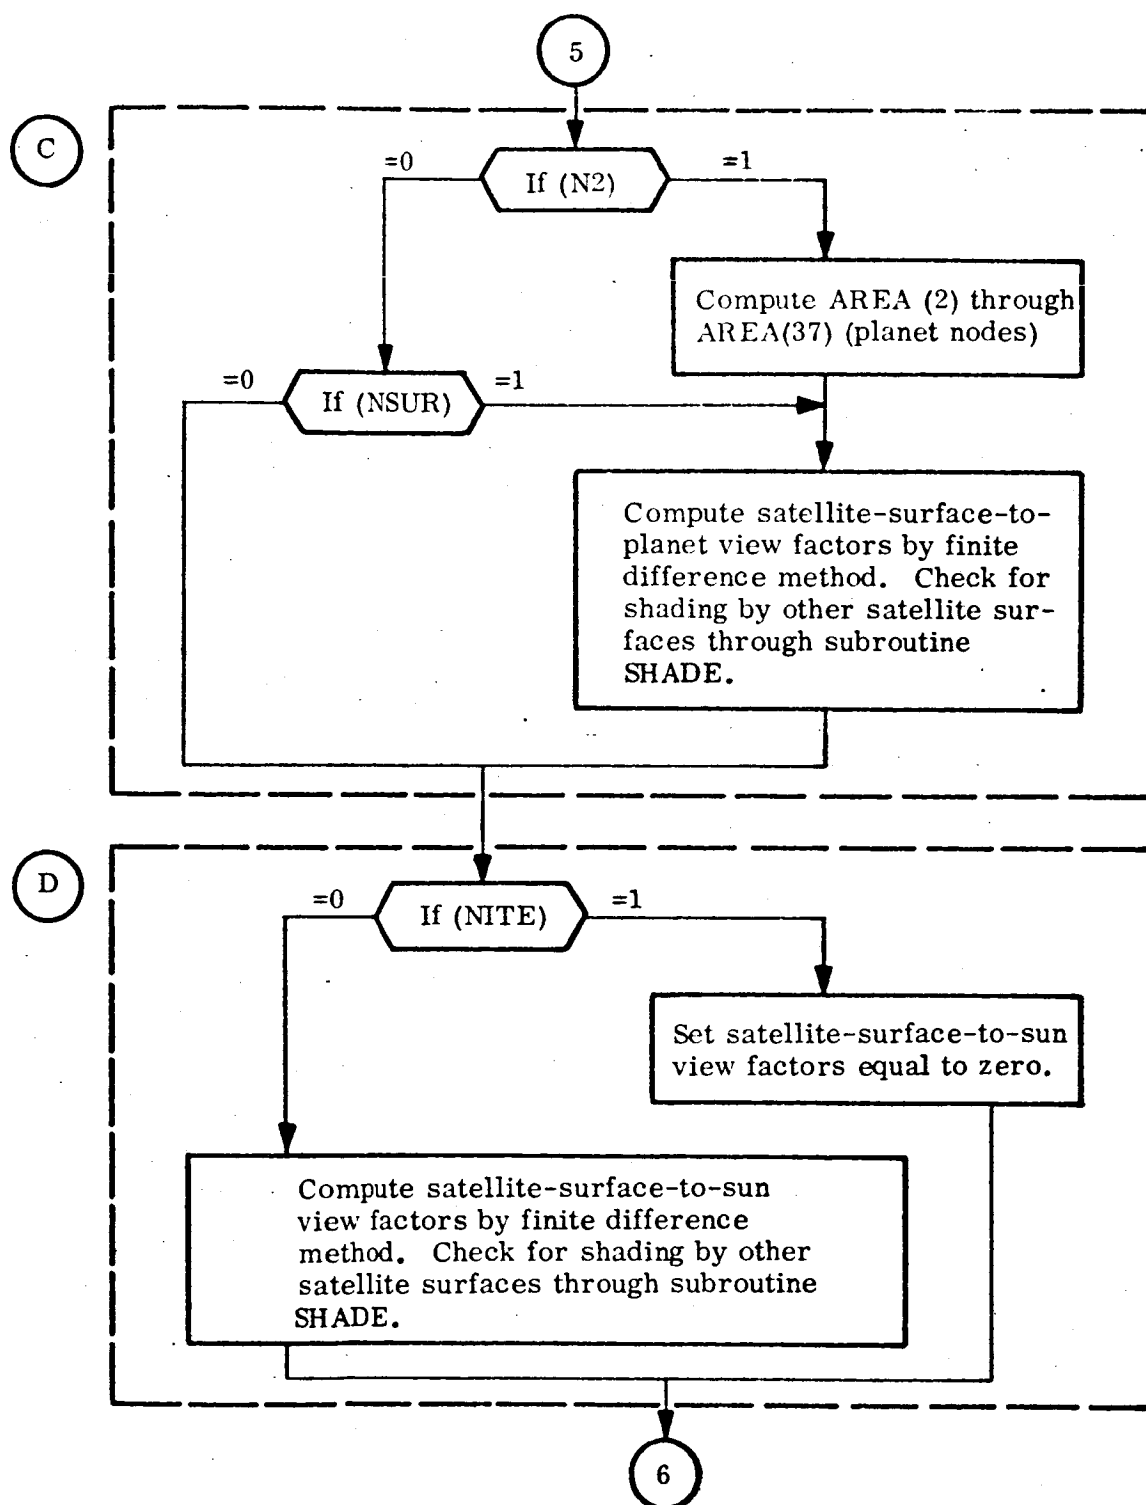 5
C
=0
If (N2)
=1
Compute AREA (2) through
AREA(37) (planet nodes)
=0
If (NSUR)
=1
Compute satellite-surface-to-
planet view factors by finite
difference method. Check for
shading by other satellite sur-
faces through subroutine
SHADE.
D
=0
If (NITE)
=1
Set satellite-surface-to-sun
view factors equal to zero.
Compute satellite-surface-to-sun
view factors by finite difference
method. Check for shading by other
satellite surfaces through subroutine
SHADE.
6